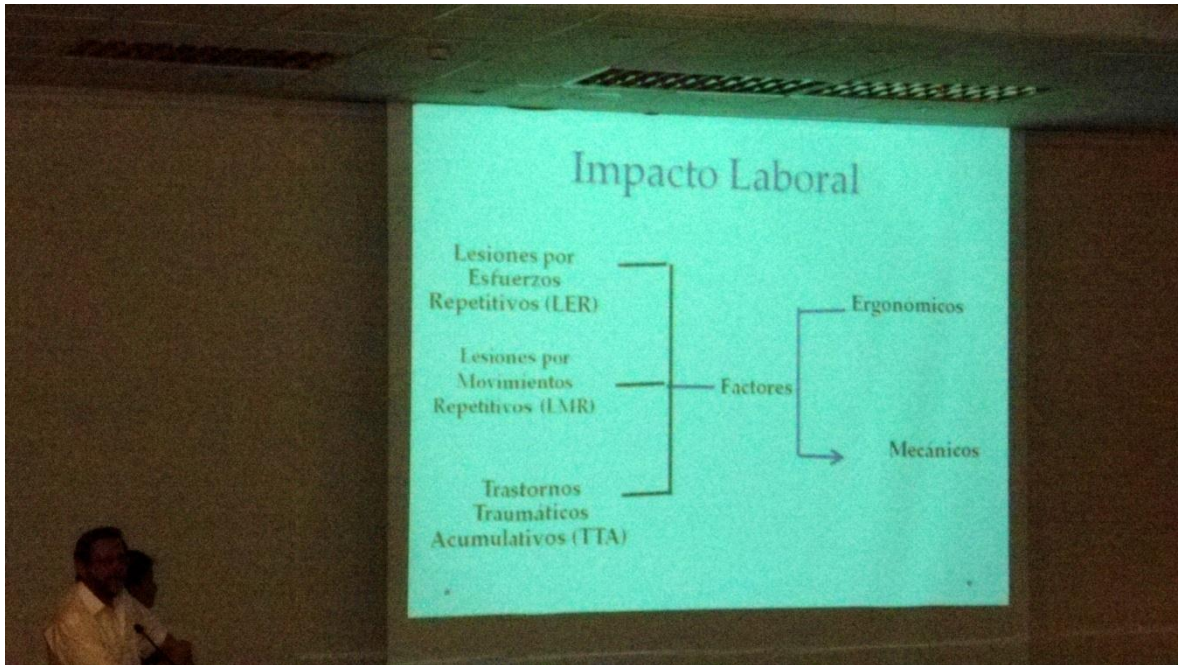 Impacto Laboral
Lesiones por
Esfuerzos
Repetitivos (LER)
Lesiones por
Movimientos
Repetitivos (LMR)
Trastornos
Traumáticos
Acumulativos (TTA)
Factores
Ergonomicos
Mecánicos